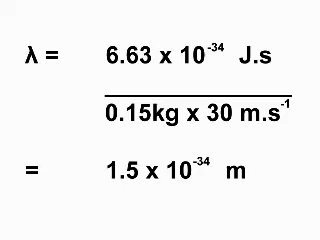 λ = 6.63 x 10⁻³⁴ J.s
0.15kg x 30 m.s⁻¹
= 1.5 x 10⁻³⁴ m